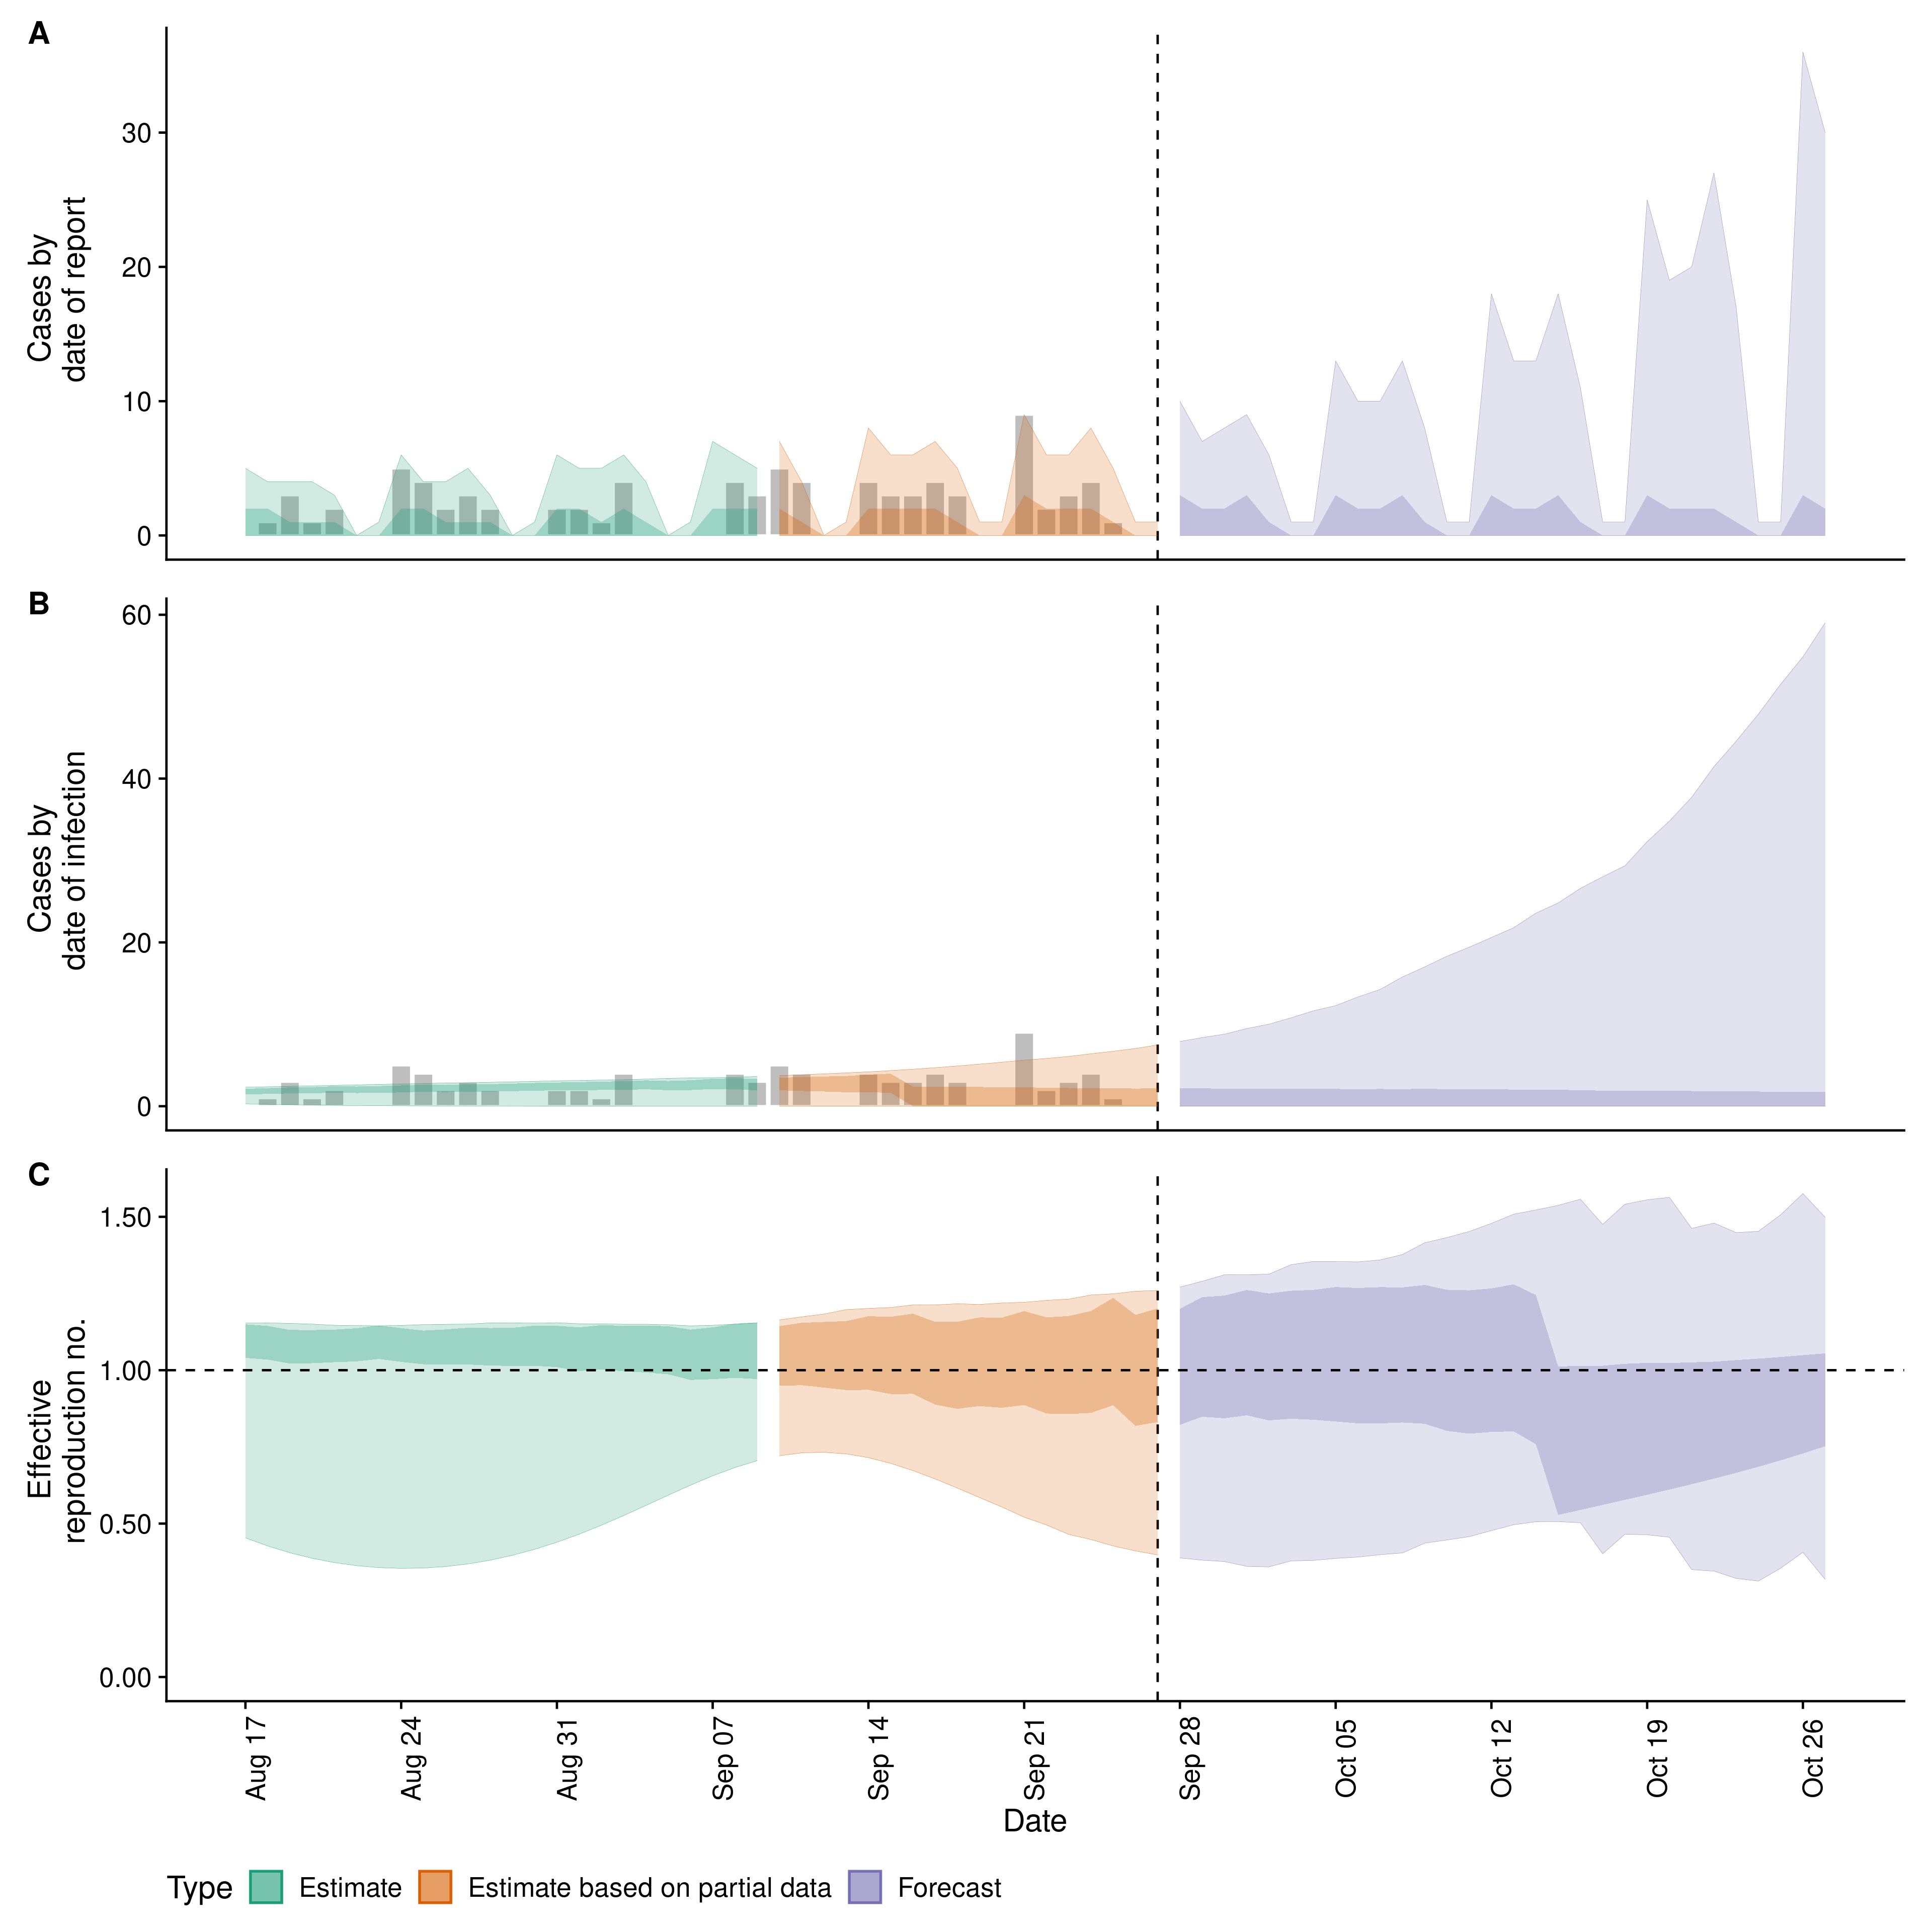 A
Cases by
date of report
30
20
10
0
B
Cases by
date of infection
60
40
20
0
C
Effective
reproduction no.
1.50
1.00
0.50
0.00
Aug 17
Aug 24
Aug 31
Sep 07
Sep 14
Sep 21
Sep 28
Oct 05
Oct 12
Oct 19
Oct 26
Date
Type Estimate Estimate based on partial data Forecast